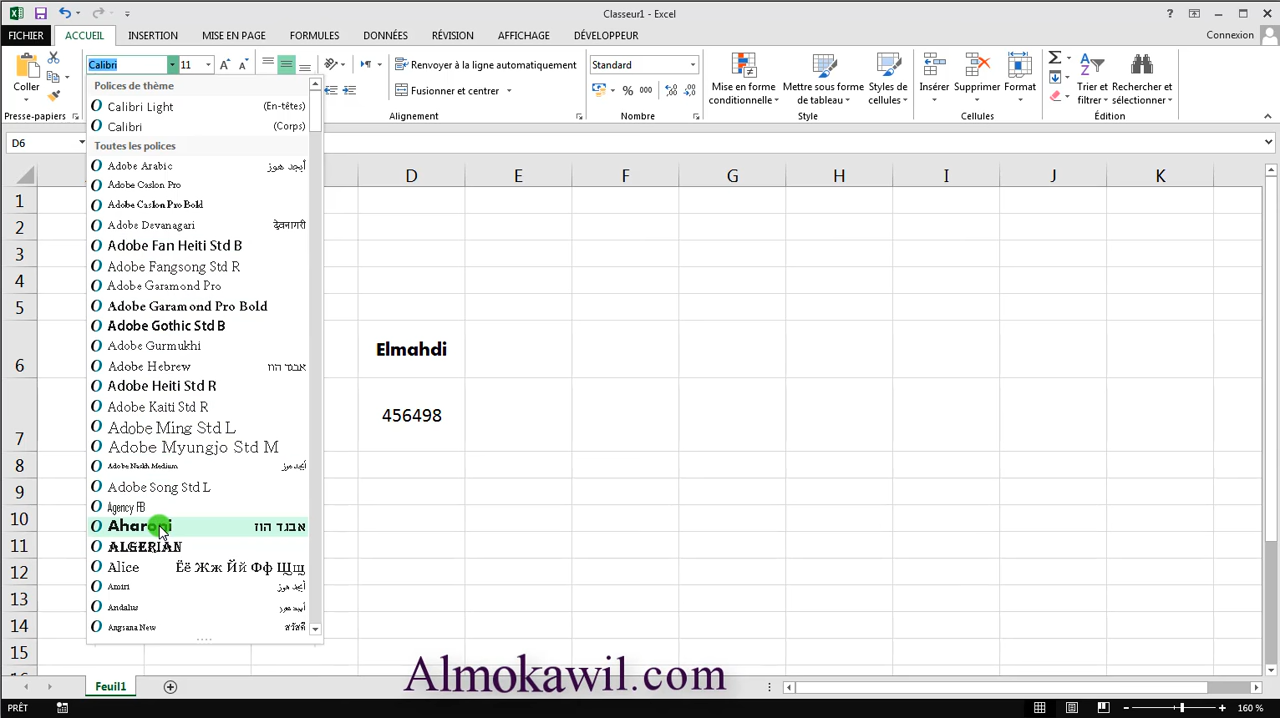 Classeur1 - Excel
?
FICHIER ACCUEIL INSERTION MISE EN PAGE FORMULES DONNÉES RÉVISION AFFICHAGE DÉVELOPPEUR Connexion
Calibri 11 Renvoyer à la ligne automatiquement Standard
Coller Fusionner et centrer % 000 Mise en forme conditionnelle Mettre sous forme de tableau Styles de cellules Insérer Supprimer Format Trier et filtrer Rechercher et sélectionner
Presse-papiers Alignement Nombre Style Cellules Édition
D6
Polices de thème
Calibri Light (En-têtes)
Calibri (Corps)
Toutes les polices
Adobe Arabic أبجد هوز
Adobe Caslon Pro
Adobe Caslon Pro Bold
Adobe Devanagari देवनागरी
Adobe Fan Heiti Std B
Adobe Fangsong Std R
Adobe Garamond Pro
Adobe Garamond Pro Bold
Adobe Gothic Std B
Adobe Gurmukhi
Adobe Hebrew אבגד הוז
Adobe Heiti Std R
Adobe Kaiti Std R
Adobe Ming Std L
Adobe Myungjo Std M
Adobe Naskh Medium أبجد هوز
Adobe Song Std L
Agency FB
Aharoni אבגד הוז
ALGERIAN
Alice Ёё Жж Йй Фф Щщ
Amiri أبجد هوز
Andalus أبجد هوز
Angsana New สวัสดี
D E F G H I J K
1
2
3
4
5
6 Elmahdi
7 456498
8
9
10
11
12
13
14
15
16
Almokawil.com
Feuil1
PRÊT 160 %